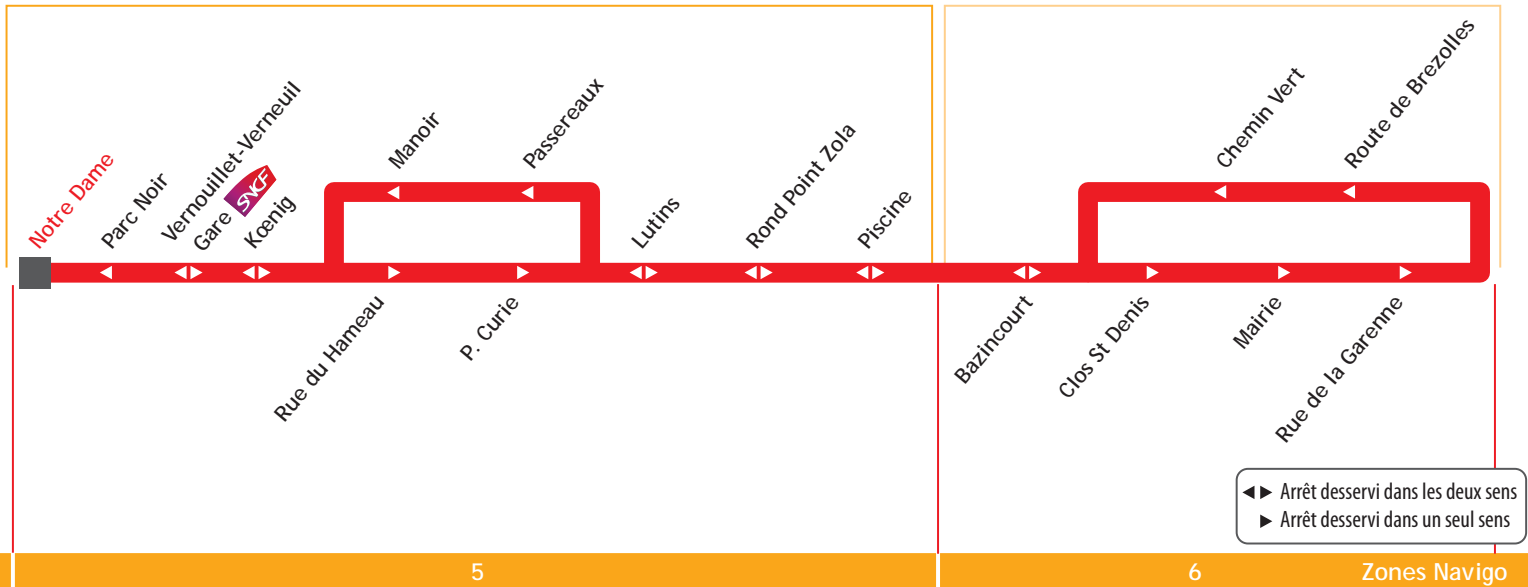 Notre Dame
Parc Noir
Vernouillet-Verneuil
Gare SNCF
Kœnig
Manoir
Passereaux
Rue du Hameau
P. Curie
Lutins
Rond Point Zola
Piscine
Bazincourt
Chemin Vert
Route de Brezolles
Clos St Denis
Mairie
Rue de la Garenne
Arrêt desservi dans les deux sens
Arrêt desservi dans un seul sens
5
6
Zones Navigo